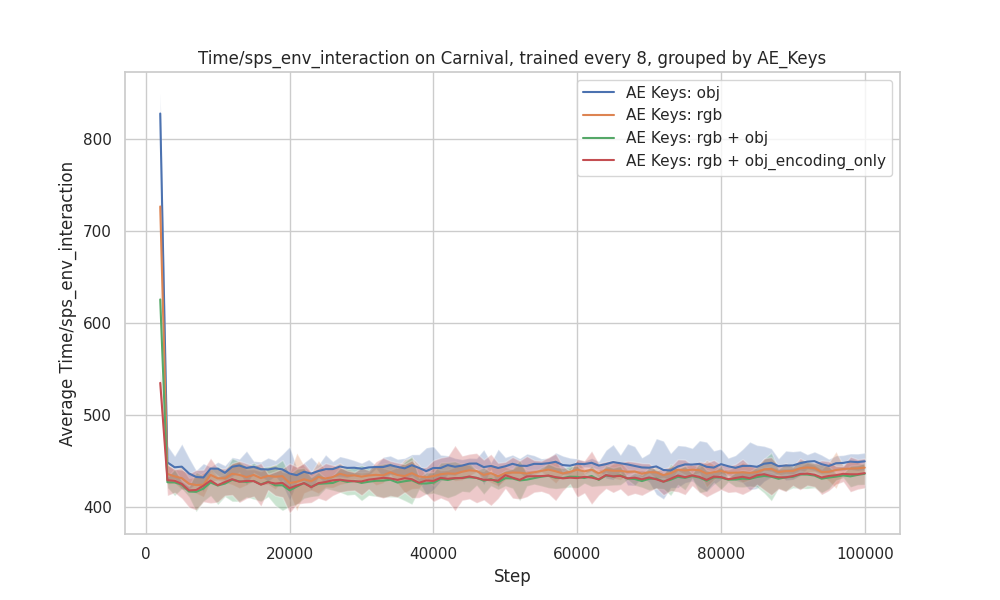 Time/sps_env_interaction on Carnival, trained every 8, grouped by AE_Keys
AE Keys: obj
AE Keys: rgb
AE Keys: rgb + obj
AE Keys: rgb + obj_encoding_only
Average Time/sps_env_interaction
800
700
600
500
400
0
20000
40000
60000
80000
100000
Step